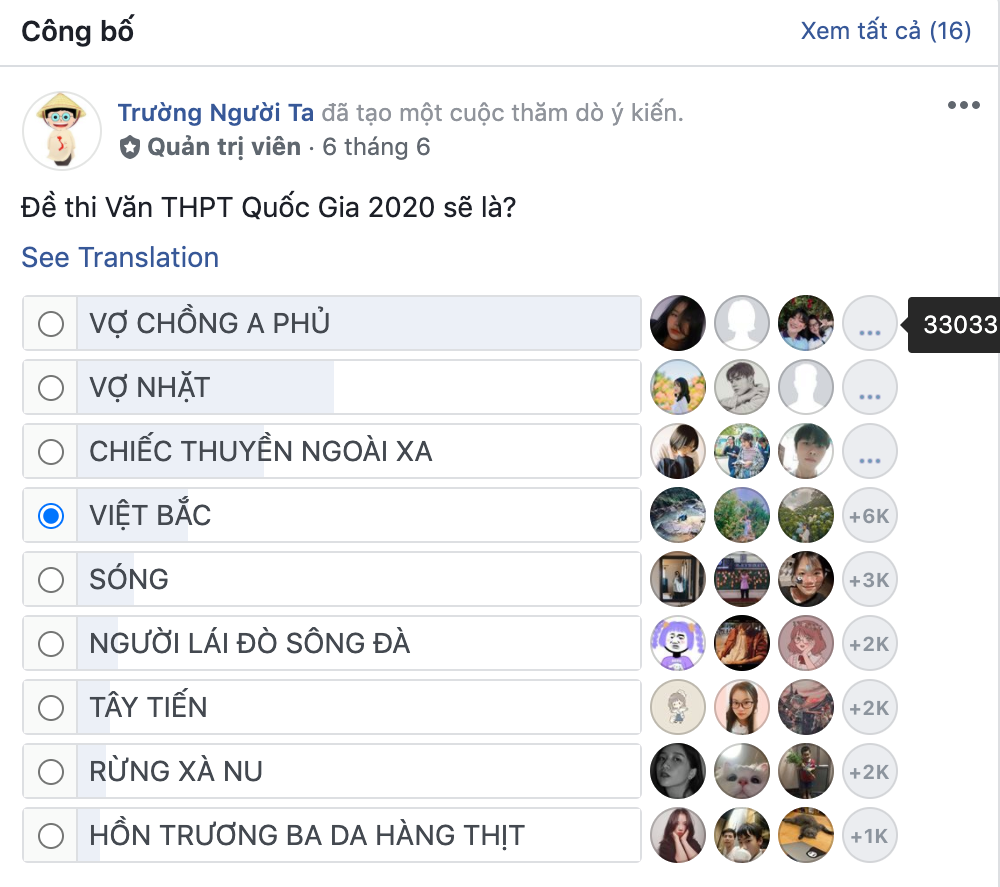 Công bố
Xem tất cả (16)
Trường Người Ta đã tạo một cuộc thăm dò ý kiến.
Quản trị viên · 6 tháng 6
Đề thi Văn THPT Quốc Gia 2020 sẽ là?
See Translation
VỢ CHỒNG A PHỦ
33033
VỢ NHẶT
CHIẾC THUYỀN NGOÀI XA
VIỆT BẮC +6K
SÓNG +3K
NGƯỜI LÁI ĐÒ SÔNG ĐÀ +2K
TÂY TIẾN +2K
RỪNG XÀ NU +2K
HỒN TRƯƠNG BA DA HÀNG THỊT +1K